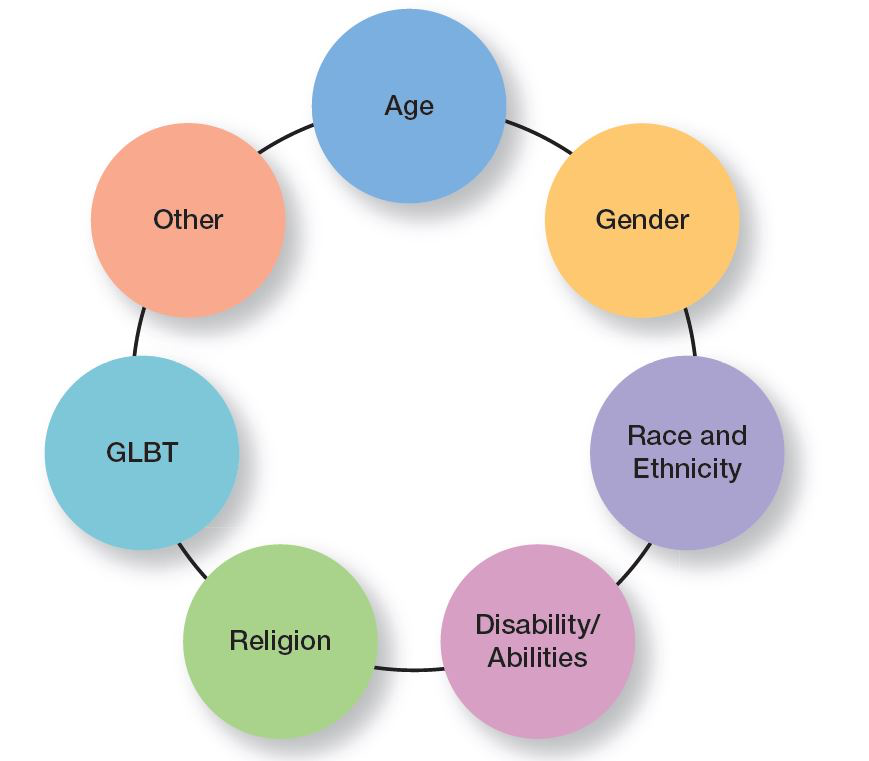 Age
Gender
Race and
Ethnicity
Disability/
Abilities
Religion
GLBT
Other